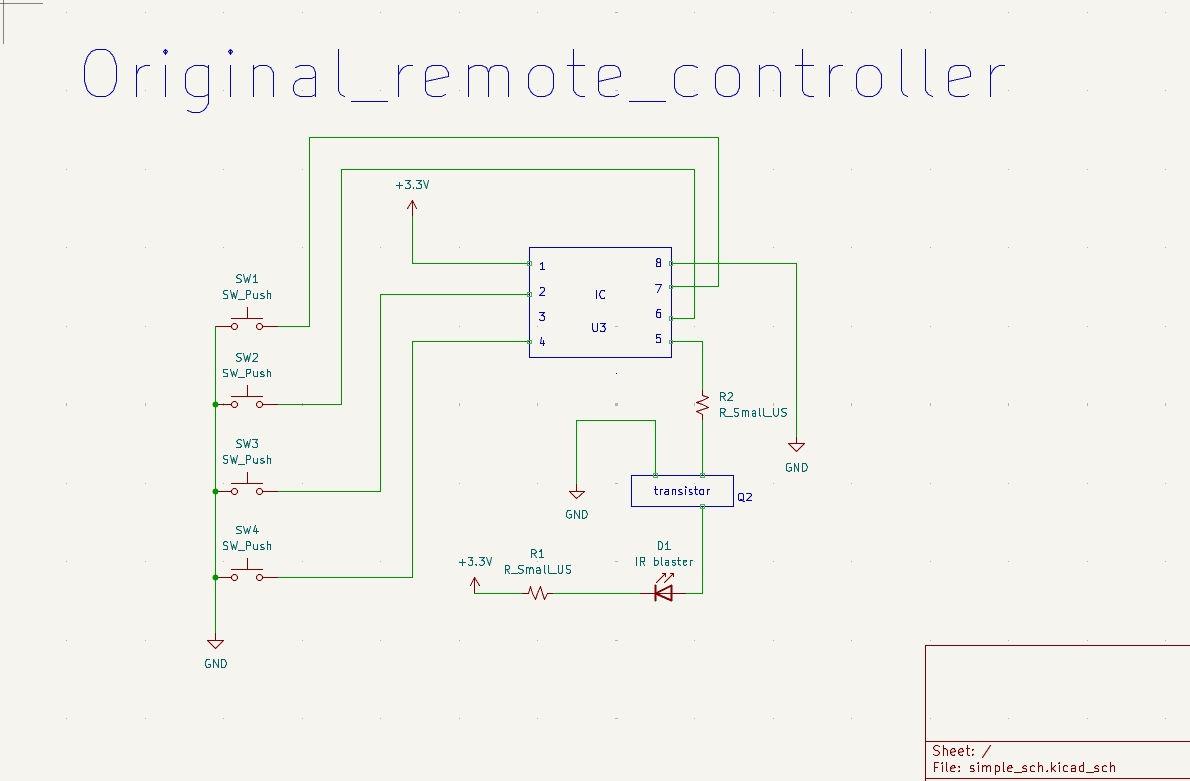 Original_remote_controller
+3.3V
SW1
SW_Push
1
8
2
7
IC
3
6
U3
4
5
SW2
SW_Push
R2
R_Small_US
SW3
SW_Push
GND
transistor
Q2
GND
SW4
SW_Push
+3.3V
R1
R_Small_US
D1
IR blaster
GND
Sheet: /
File: simple_sch.kicad_sch